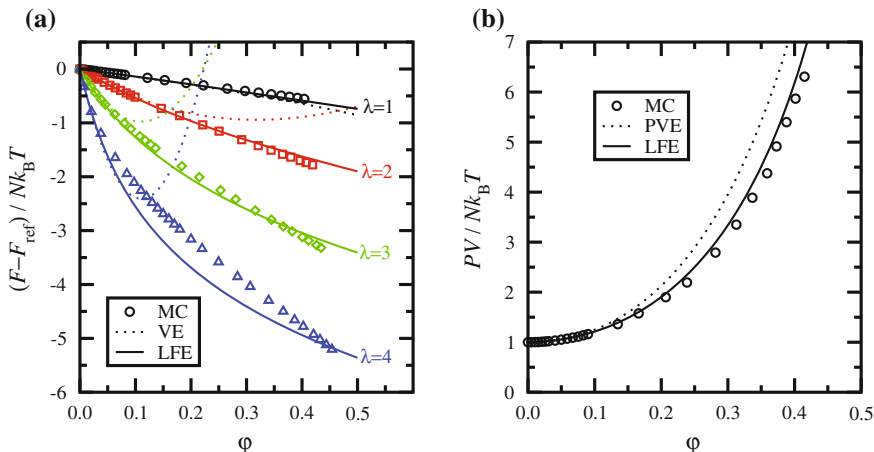 (a)
(F−F_ref) / Nk_BT
0
-1
-2
-3
-4
-5
-6
0.0
0.1
0.2
0.3
0.4
0.5
φ
λ=1
λ=2
λ=3
λ=4
MC
VE
LFE
(b)
PV / Nk_BT
7
6
5
4
3
2
1
0
0.0
0.1
0.2
0.3
0.4
0.5
φ
MC
PVE
LFE